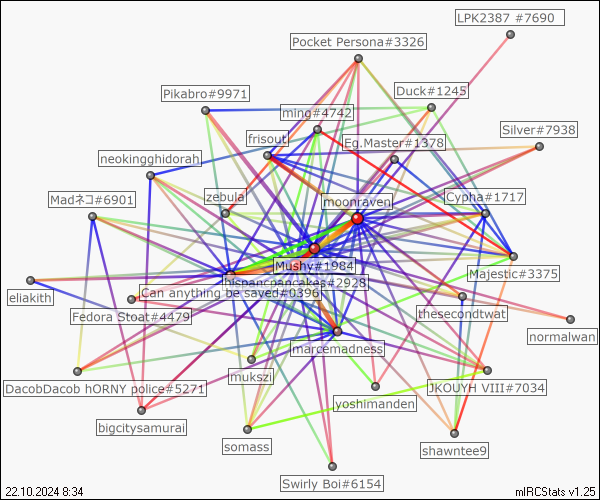 LPK2387 #7690
Pocket Persona#3326
Pikabro#9971
Duck#1245
ming#4742
Silver#7938
frisout
Eg.Master#1378
neokingghidorah
zebula
Cypha#1717
Madネコ#6901
moonraven
Mushy#1984
Majestic#3375
hispancpancakes#2928
Can anything be saved#0396
eliakith
Fedora Stoat#4479
thesecondtwat
normalwan
marcemadness
mukszi
DacobDacob hORNY police#5271
JKOUYH VIII#7034
yoshimanden
bigcitysamurai
somass
shawntee9
Swirly Boi#6154
22.10.2024 8:34
mIRCStats v1.25